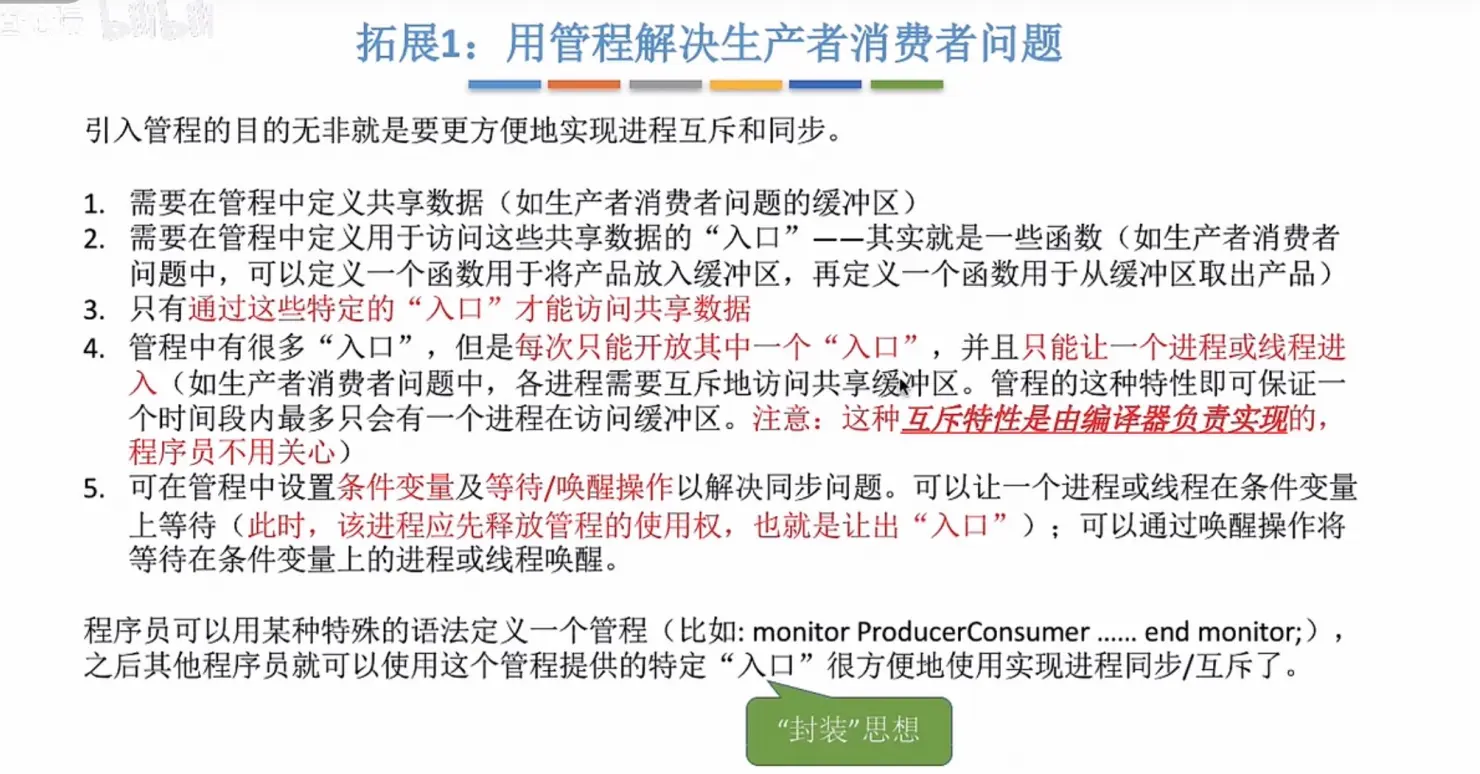 拓展1：用管程解决生产者消费者问题
引入管程的目的无非就是要更方便地实现进程互斥和同步。
1. 需要在管程中定义共享数据（如生产者消费者问题的缓冲区）
2. 需要在管程中定义用于访问这些共享数据的“入口”——其实就是一些函数（如生产者消费者
问题中，可以定义一个函数用于将产品放入缓冲区，再定义一个函数用于从缓冲区取出产品）
3. 只有通过这些特定的“入口”才能访问共享数据
4. 管程中有很多“入口”，但是每次只能开放其中一个“入口”，并且只能让一个进程或线程进
入（如生产者消费者问题中，各进程需要互斥地访问共享缓冲区。管程的这种特性即可保证一
个时间段内最多只会有一个进程在访问缓冲区。注意：这种互斥特性是由编译器负责实现的，
程序员不用关心）
5. 可在管程中设置条件变量及等待/唤醒操作以解决同步问题。可以让一个进程或线程在条件变量
上等待（此时，该进程应先释放管程的使用权，也就是让出“入口”）；可以通过唤醒操作将
等待在条件变量上的进程或线程唤醒。
程序员可以用某种特殊的语法定义一个管程（比如: monitor ProducerConsumer …… end monitor;），
之后其他程序员就可以使用这个管程提供的特定“入口”很方便地使用实现进程同步/互斥了。
“封装”思想